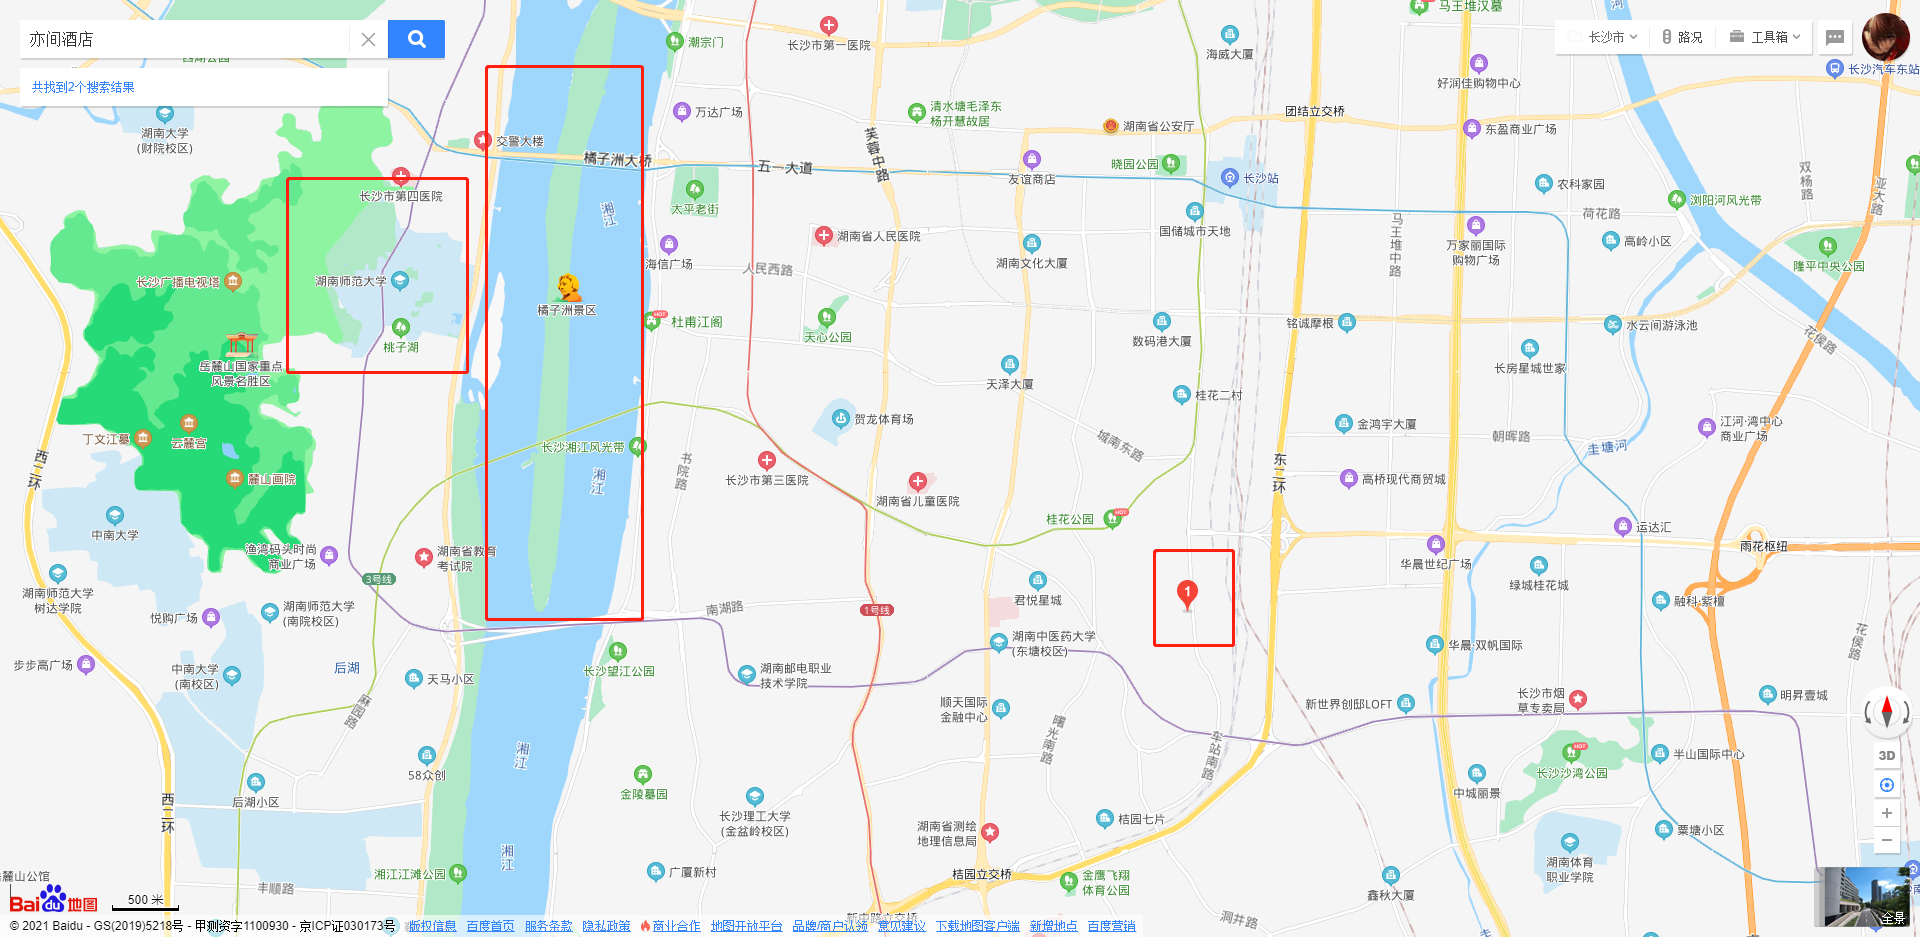 亦间酒店
共找到2个搜索结果
长沙市
路况
工具箱
马王堆汉墓
长沙市第一医院
潮宗门
海威大厦
好润佳购物中心
长沙汽车东站
西湖公园
湖南大学
(财院校区)
交警大楼
万达广场
清水塘毛泽东
杨开慧故居
湖南省公安厅
团结立交桥
东盈商业广场
橘子洲大桥
五一大道
芙蓉中路
友谊商店
晓园公园
长沙站
农科家园
双杨路
亚大路
长沙市第四医院
太平老街
湘江
国储城市天地
马王堆中路
荷花路
浏阳河风光带
湖南省人民医院
海信广场
人民西路
湖南文化大厦
万家丽国际
购物广场
高岭小区
隆平中央公园
长沙广播电视塔
湖南师范大学
橘子洲景区
HOT
杜甫江阁
天心公园
数码港大厦
铭诚摩根
水云间游泳池
花侯路
桃子湖
岳麓山国家重点
风景名胜区
天泽大厦
桂花二村
长房星城世家
丁文江墓
云麓宫
贺龙体育场
城南东路
金鸿宇大厦
朝晖路
江河·湾中心
商业广场
圭塘河
长沙湘江风光带
湘江
书院路
麓山画院
西二环
长沙市第三医院
湖南省儿童医院
东二环
高桥现代商贸城
中南大学
桂花公园
HOT
运达汇
渔湾码头时尚
商业广场
湖南省教育
考试院
雨花枢纽
华晨世纪广场
3号线
湖南师范大学
树达学院
悦购广场
湖南师范大学
(南院校区)
南湖路
1号线
君悦星城
1
绿城桂花城
融科·紫檀
花侯路
湖南中医药大学
(东塘校区)
华晨·双帆国际
步步高广场
中南大学
(南校区)
后湖
天马小区
长沙望江公园
湖南邮电职业
技术学院
麻园路
顺天国际
金融中心
新世界创邸LOFT
长沙市烟
草专卖局
明昇壹城
曙光南路
车站南路
湘江
58众创
后湖小区
金陵墓园
HOT
长沙沙湾公园
半山国际中心
3D
中城丽景
西二环
长沙理工大学
(金盆岭校区)
湖南省测绘
地理信息局
桔园七片
粟塘小区
湘江
湘江江滩公园
广厦新村
桔园立交桥
金鹰飞翔
体育公园
鑫秋大厦
湖南体育
职业学院
麓山公馆
丰顺路
新中路立交桥
洞井路
全景
Bai du 地图
500 米
© 2021 Baidu - GS(2019)5218号 - 甲测资字1100930 - 京ICP证030173号
版权信息 百度首页 服务条款 隐私政策 商业合作 地图开放平台 品牌/商户认领 意见建议 下载地图客户端 新增地点 百度营销